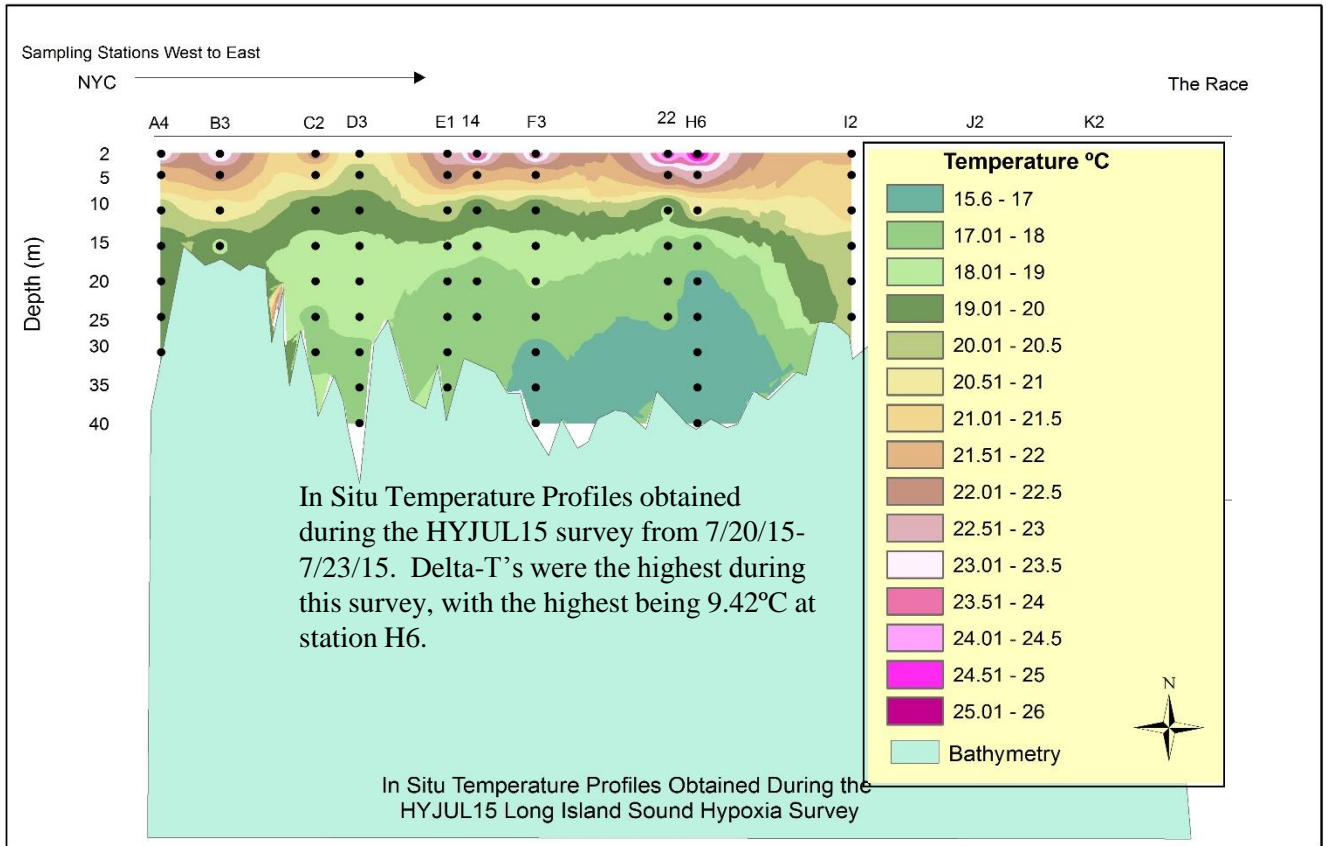 Sampling Stations West to East
NYC
The Race
A4 B3 C2 D3 E1 14 F3 22 H6 I2 J2 K2
Depth (m)
2
5
10
15
20
25
30
35
40
Temperature ºC
15.6 - 17
17.01 - 18
18.01 - 19
19.01 - 20
20.01 - 20.5
20.51 - 21
21.01 - 21.5
21.51 - 22
22.01 - 22.5
22.51 - 23
23.01 - 23.5
23.51 - 24
24.01 - 24.5
24.51 - 25
25.01 - 26
Bathymetry
N
In Situ Temperature Profiles obtained
during the HYJUL15 survey from 7/20/15-
7/23/15. Delta-T’s were the highest during
this survey, with the highest being 9.42ºC at
station H6.
In Situ Temperature Profiles Obtained During the
HYJUL15 Long Island Sound Hypoxia Survey